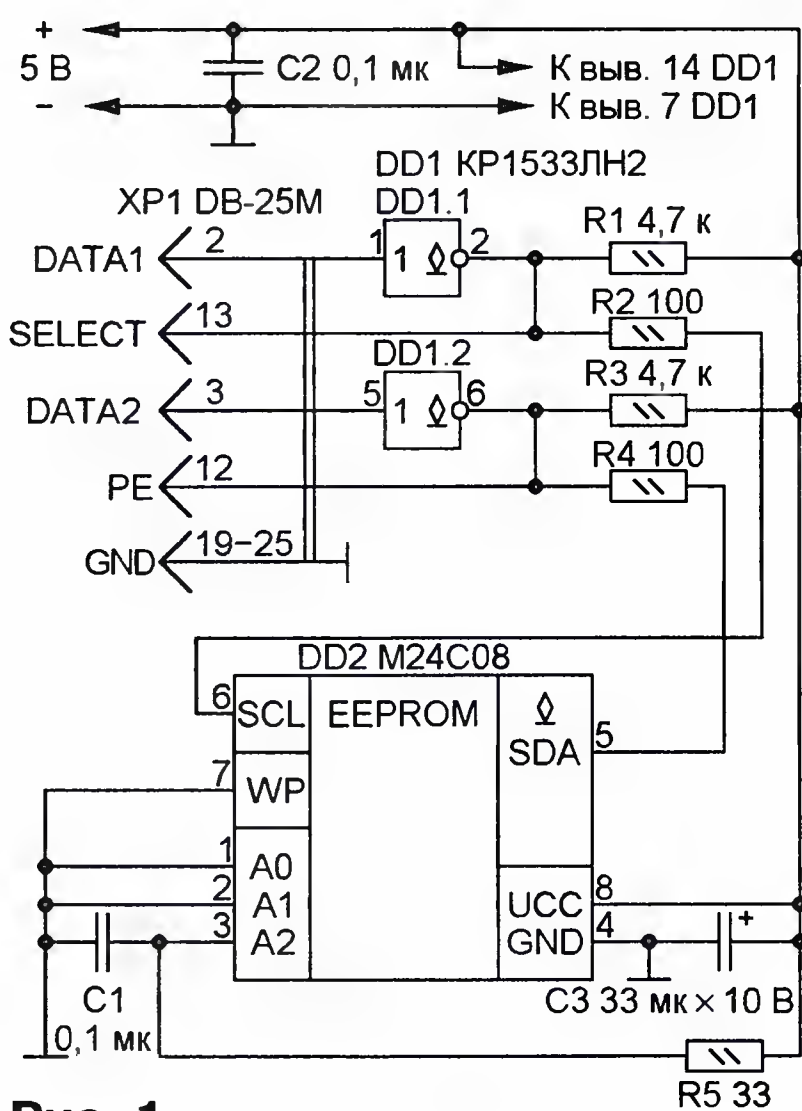 +
5 В
−
C2 0,1 мк
К выв. 14 DD1
К выв. 7 DD1
DD1 КР1533ЛН2
XP1 DB-25M
DD1.1
DATA1
2
1
1
2
R1 4,7 к
SELECT
13
R2 100
DD1.2
DATA2
3
5
1
6
R3 4,7 к
PE
12
R4 100
GND
19−25
DD2 M24C08
6
SCL
EEPROM
SDA
5
7
WP
1
A0
2
A1
3
A2
UCC
8
GND
4
C1
0,1 мк
C3 33 мк × 10 В
R5 33
Рис. 1